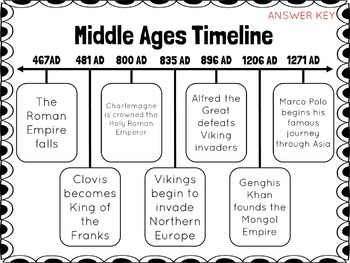 ANSWER KEY
Middle Ages Timeline
467AD 481 AD 800 AD 835 AD 896 AD 1206 AD 1271 AD
The
Roman
Empire
falls
Charlemagne
is crowned the
Holy Roman
Emperor
Alfred the
Great
defeats
Viking
invaders
Marco Polo
begins his
famous
journey
through Asia
Clovis
becomes
King of
the
Franks
Vikings
begin to
invade
Northern
Europe
Genghis
Khan
founds the
Mongol
Empire